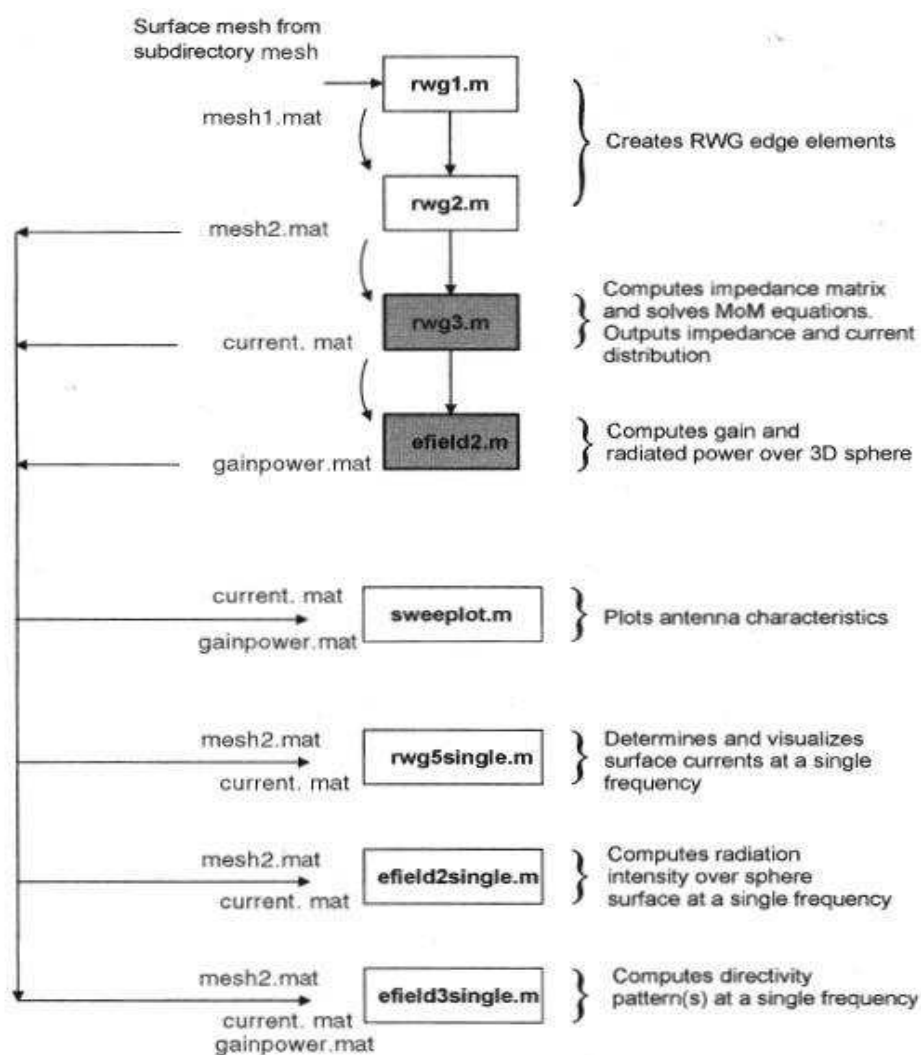 Surface mesh from
subdirectory mesh
rwg1.m
mesh1.mat
Creates RWG edge elements
rwg2.m
mesh2.mat
Computes impedance matrix
and solves MoM equations.
Outputs impedance and current
distribution
rwg3.m
current. mat
efield2.m
Computes gain and
radiated power over 3D sphere
gainpower.mat
current. mat
sweeplot.m
Plots antenna characteristics
gainpower.mat
mesh2.mat
rwg5single.m
current. mat
Determines and visualizes
surface currents at a single
frequency
mesh2.mat
efield2single.m
current. mat
Computes radiation
intensity over sphere
surface at a single frequency
mesh2.mat
efield3single.m
current. mat
gainpower.mat
Computes directivity
pattern(s) at a single frequency